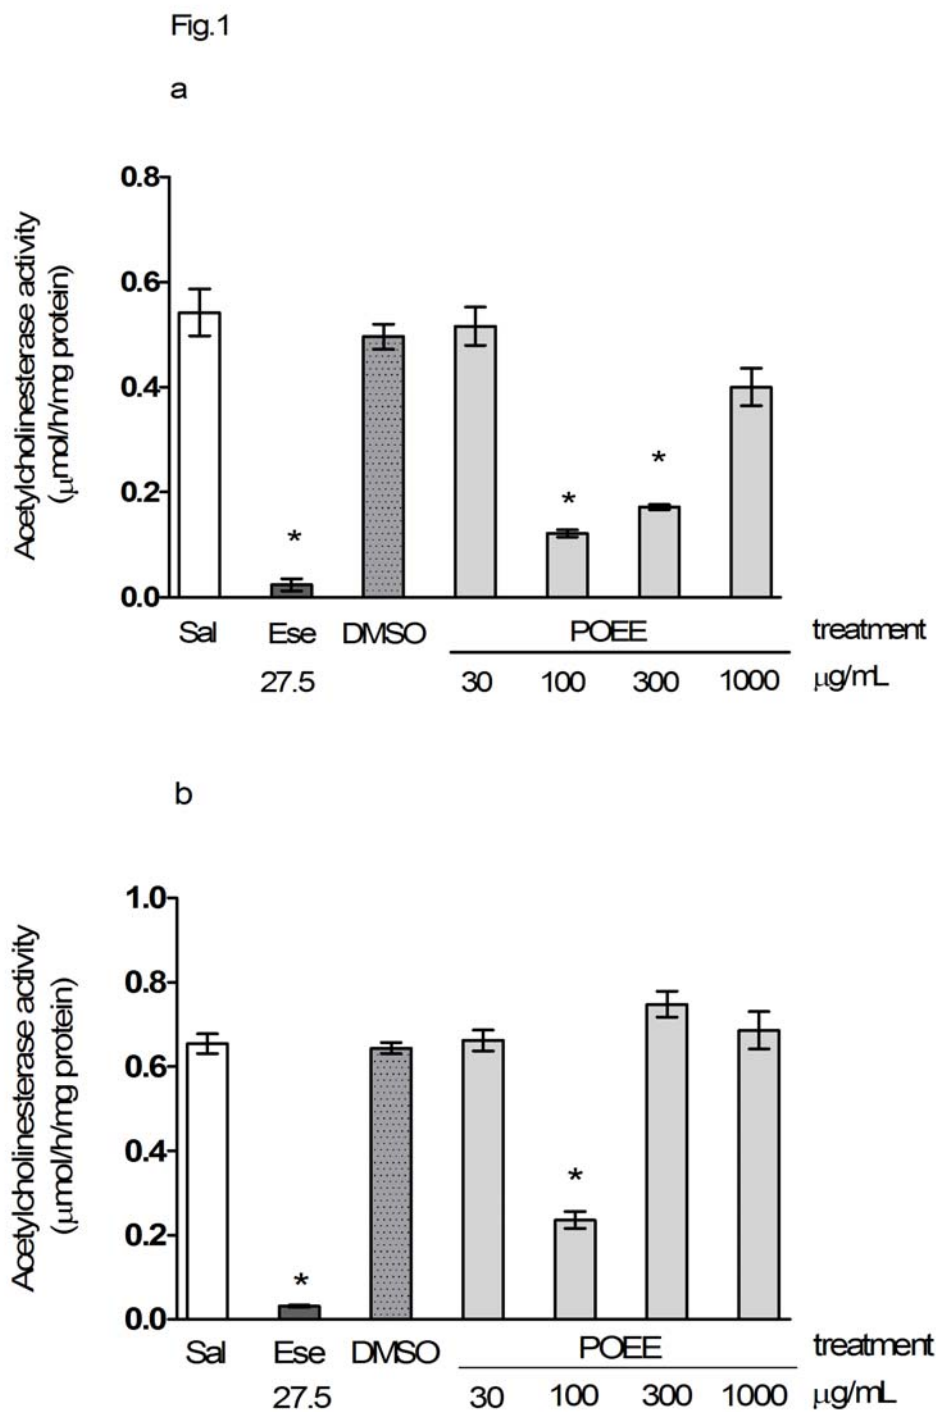 Fig.1
a
Acetylcholinesterase activity
(μmol/h/mg protein)
0.8
0.6
0.4
0.2
0.0
*
*
*
Sal Ese DMSO POEE treatment
27.5 30 100 300 1000 μg/mL
b
Acetylcholinesterase activity
(μmol/h/mg protein)
1.0
0.8
0.6
0.4
0.2
0.0
*
*
Sal Ese DMSO POEE treatment
27.5 30 100 300 1000 μg/mL